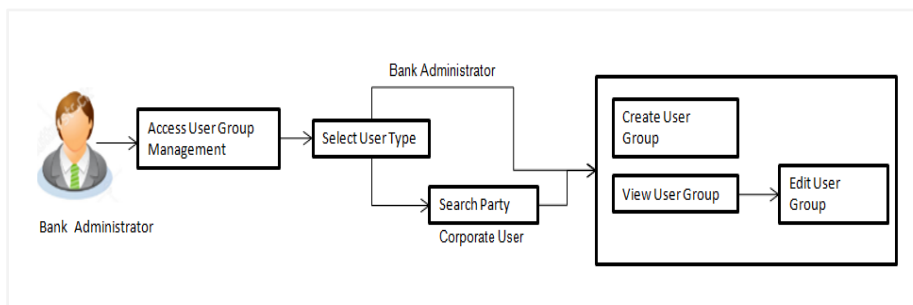 Bank Administrator
Access User Group
Management
Select User Type
Bank Administrator
Search Party
Corporate User
Create User
Group
View User Group
Edit User
Group